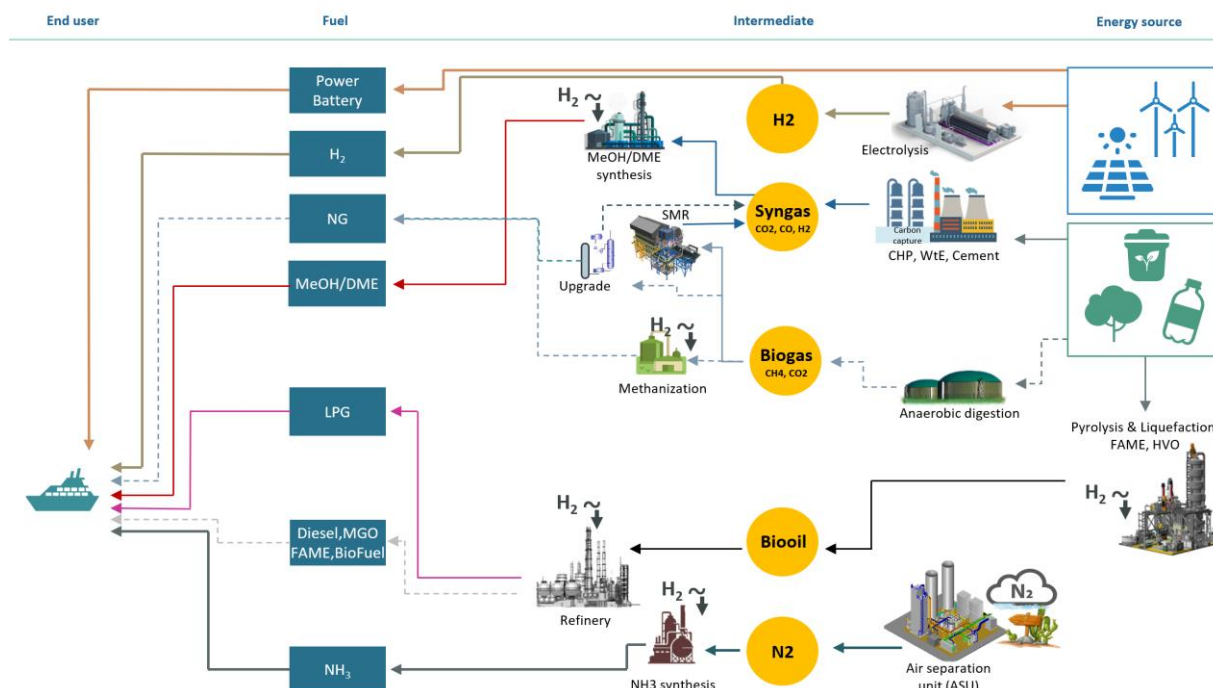 End user
Fuel
Intermediate
Energy source
Power
Battery
H₂
NG
MeOH/DME
LPG
Diesel,MGO
FAME,BioFuel
NH₃
H₂ ~
MeOH/DME
synthesis
H2
Electrolysis
SMR
Syngas
CO2, CO, H2
Carbon
capture
CHP, WtE, Cement
Upgrade
H₂ ~
Methanization
Biogas
CH4, CO2
Anaerobic digestion
Pyrolysis & Liquefaction
FAME, HVO
H₂ ~
H₂ ~
Refinery
Biooil
H₂ ~
NH3 synthesis
N2
N₂
Air separation
unit (ASU)